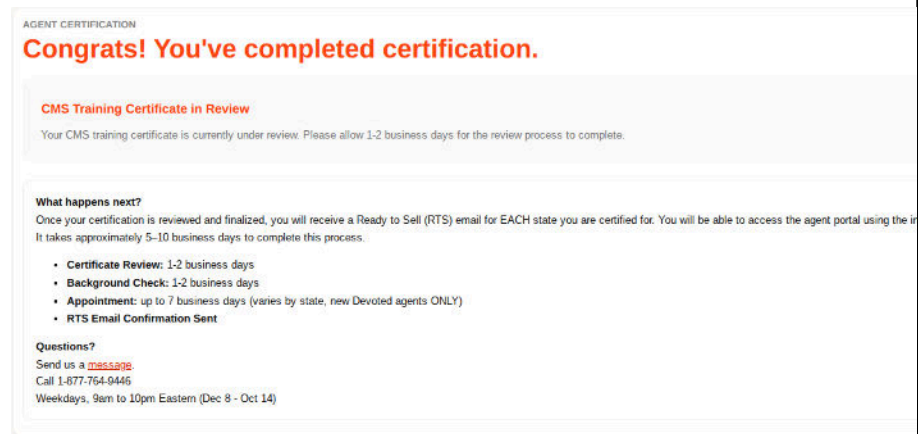 AGENT CERTIFICATION
Congrats! You've completed certification.
CMS Training Certificate in Review
Your CMS training certificate is currently under review. Please allow 1-2 business days for the review process to complete.
What happens next?
Once your certification is reviewed and finalized, you will receive a Ready to Sell (RTS) email for EACH state you are certified for. You will be able to access the agent portal using the
It takes approximately 5–10 business days to complete this process.
• Certificate Review: 1-2 business days
• Background Check: 1-2 business days
• Appointment: up to 7 business days (varies by state, new Devoted agents ONLY)
• RTS Email Confirmation Sent
Questions?
Send us a message.
Call 1-877-764-9446
Weekdays, 9am to 10pm Eastern (Dec 8 - Oct 14)